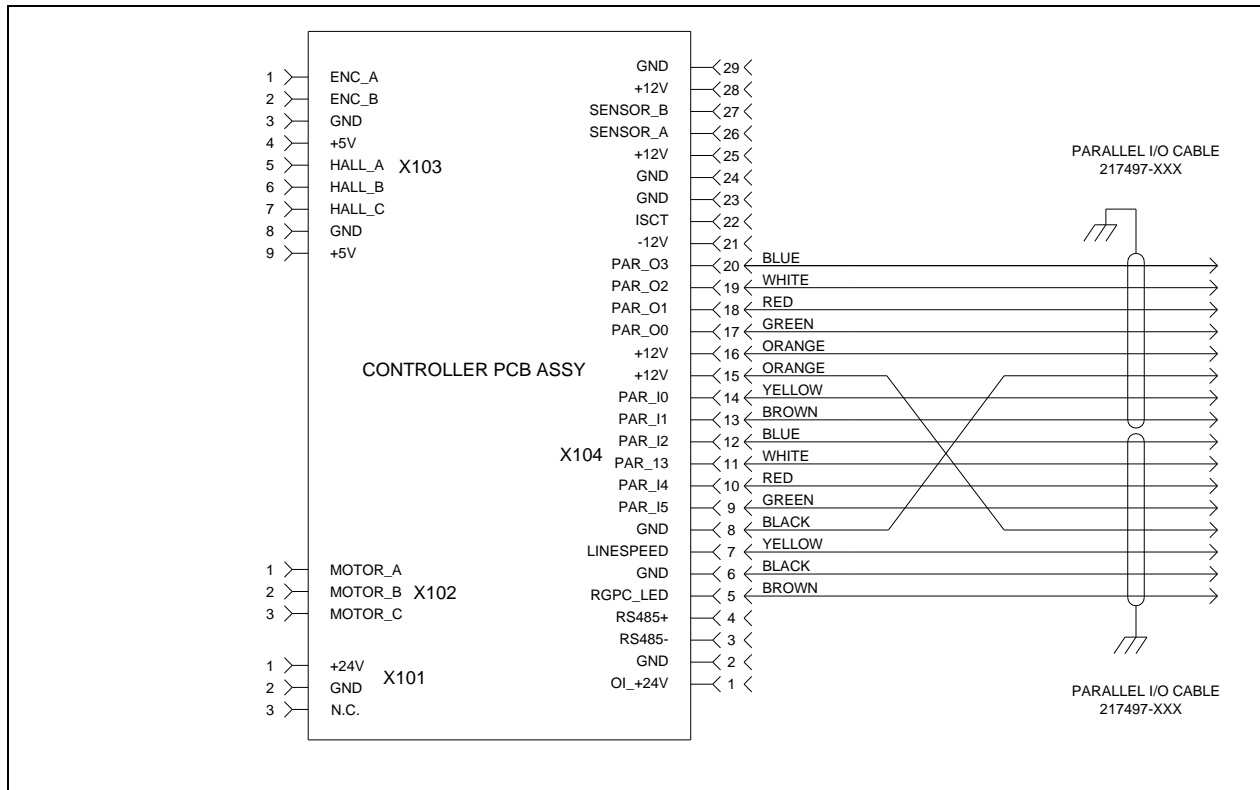 1 ENC_A
2 ENC_B
3 GND
4 +5V
5 HALL_A
6 HALL_B
7 HALL_C
8 GND
9 +5V
X103
CONTROLLER PCB ASSY
1 MOTOR_A
2 MOTOR_B
3 MOTOR_C
X102
1 +24V
2 GND
3 N.C.
X101
X104
GND 29
+12V 28
SENSOR_B 27
SENSOR_A 26
+12V 25
GND 24
GND 23
ISCT 22
-12V 21
PAR_O3 20 BLUE
PAR_O2 19 WHITE
PAR_O1 18 RED
PAR_O0 17 GREEN
+12V 16 ORANGE
+12V 15 ORANGE
PAR_I0 14 YELLOW
PAR_I1 13 BROWN
PAR_I2 12 BLUE
PAR_13 11 WHITE
PAR_I4 10 RED
PAR_I5 9 GREEN
GND 8 BLACK
LINESPEED 7 YELLOW
GND 6 BLACK
RGPC_LED 5 BROWN
RS485+ 4
RS485- 3
GND 2
OI_+24V 1
PARALLEL I/O CABLE
217497-XXX
PARALLEL I/O CABLE
217497-XXX